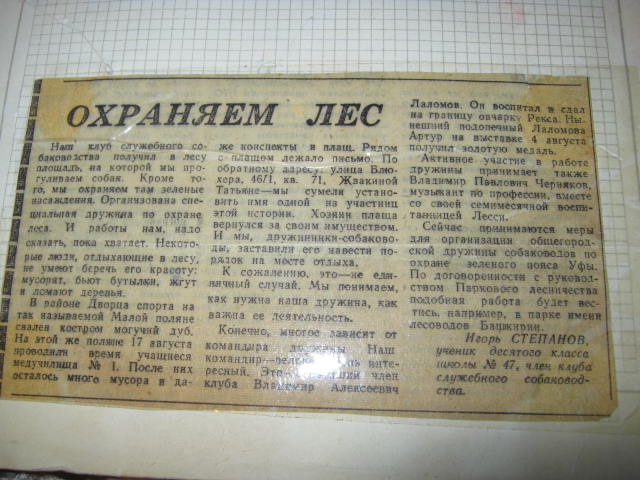 ОХРАНЯЕМ ЛЕС
Наш клуб служебного со-
баководства получил в лесу
площадь, на которой мы про-
гуливаем собак. Кроме то-
го, мы охраняем там зеленые
насаждения. Организована спе-
циальная дружина по охране
леса. И работы нам, надо
сказать, пока хватает. Некото-
рые люди, отдыхающие в лесу,
не умеют беречь его красоту:
мусорят, бьют бутылки, жгут
и ломают деревья.
В районе Дворца спорта на
так называемой Малой поляне
свален костром могучий дуб.
На этой же поляне 17 августа
проводили время учащиеся
медучилища № 1. После них
осталось много мусора и да-
же конспекты и плащ. Рядом
с плащом лежало письмо. По
обратному адресу: улица Блю-
хера, 46/1, кв. 71, Жвакиной
Татьяне—мы сумели устано-
вить имя одной из участниц
этой истории. Хозяин плаща
вернулся за своим имуществом.
И мы, дружинники-собаково-
ды, заставили его навести по-
рядок на месте отдыха.
К сожалению, это—не еди-
ничный случай. Мы понимаем,
как нужна наша дружина, как
важна ее деятельность.
Конечно, многое зависит от
командира дружины. Наш
командир— инте-
ресный. Это член
клуба Владимир Алексеевич
Лаломов. Он воспитал и сдал
на границу овчарку Рекса. Ны-
нешний подопечный Лаломова
Артур на выставке 4 августа
получил золотую медаль.
Активное участие в работе
дружины принимает также
Владимир Павлович Черняков,
музыкант по профессии, вместе
со своей семимесячной воспи-
танницей Лесси.
Сейчас принимаются меры
для организации общегород-
ской дружины собаководов по
охране зеленого пояса Уфы.
По договоренности с руковод-
ством Паркового лесничества
подобная работа будет вес-
тись, например, в парке имени
лесоводов Башкирии.
Игорь СТЕПАНОВ,
ученик десятого класса
школы № 47, член клуба
служебного собаководс-
тва.